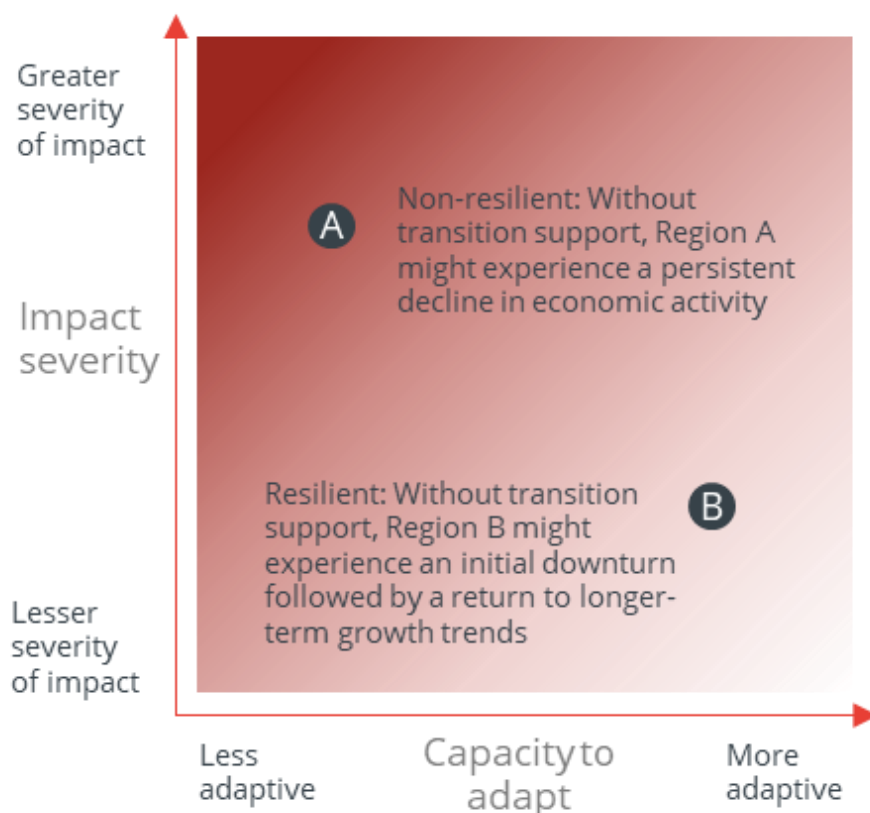 Greater
severity
of impact
A
Non-resilient: Without
transition support, Region A
might experience a persistent
decline in economic activity
Impact
severity
Resilient: Without transition
support, Region B might
experience an initial downturn
followed by a return to longer-
term growth trends
B
Lesser
severity
of impact
Less
adaptive
Capacity to
adapt
More
adaptive